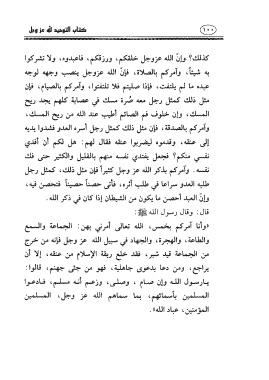 ١٠٠ كتاب التوحيد لله عز وجل
كذلك؟ وإنَّ الله عزوجل خلقكم، ورزقكم، فاعبدوه، ولا تشركوا
به شيئاً، وآمركم بالصلاة، فإنَّ الله عزوجل ينصب وجهه لوجه
عبده ما لم يلتفت، فإذا صليتم فلا تلتفتوا، وآمركم بالصيام، فإن
مثل ذلك كمثل رجل معه صُرة مسك في عصابة كلهم يجد ريح
المسك، وإن خلوف فم الصائم أطيب عند الله من ريح المسك،
وآمركم بالصدقة، فإن مثل ذلك كمثل رجل أسره العدو فشدوا يديه
إلى عنقه، وقدموه ليضربوا عنقه فقال لهم: هل لكم أن أفتدي
نفسي منكم؟ فجعل يفتدي نفسه منهم بالقليل والكثير حتى فك
نفسه. وآمركم بذكر الله عز وجل كثيراً فإن مثل ذلك، كمثل رجل
طلبه العدو سراعا في طلب أثره، فأتى حصناً حصيناً فتحصن فيه،
وإنَّ العبد أحصن ما يكون من الشيطان إذا كان في ذكر الله.
قال: وقال رسول الله ﷺ:
«وأنا آمركم بخمس، الله تعالى أمرني بهن: الجماعة والسمع
والطاعة، والهجرة، والجهاد في سبيل الله عز وجل فإنه من خرج
من الجماعة قيد شبر، فقد خلع ربقة الإسلام من عنقه، إلا أن
يراجع، ومن دعا بدعوى جاهلية، فهو من جثى جهنم، قالوا:
يارسول الله وإن صام ، وصلى، وزعم أنه مسلم، فادعوا
المسلمين بأسمائهم، بما سماهم الله عز وجل، المسلمين
المؤمنين، عباد الله».